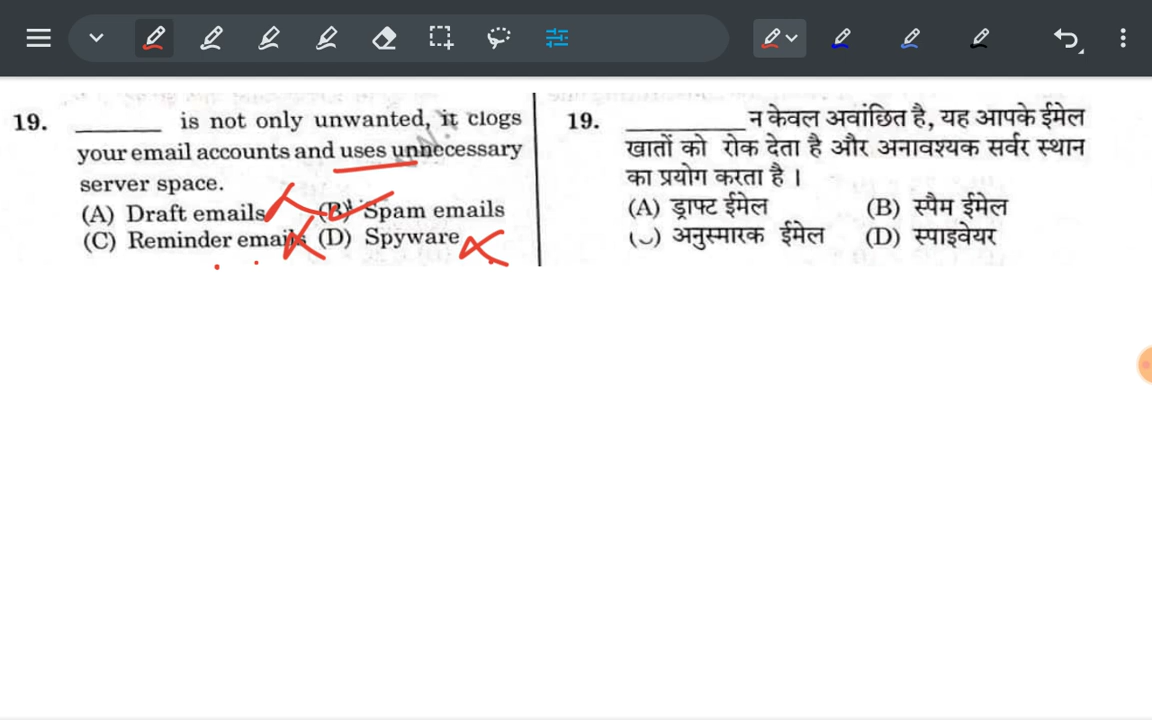 19. ________ is not only unwanted, it clogs
your email accounts and uses unnecessary
server space.
(A) Draft emails (B) Spam emails
(C) Reminder emails (D) Spyware
19. ________ न केवल अवांछित है, यह आपके ईमेल
खातों को रोक देता है और अनावश्यक सर्वर स्थान
का प्रयोग करता है ।
(A) ड्राफ्ट ईमेल (B) स्पैम ईमेल
अनुस्मारक ईमेल (D) स्पाइवेयर